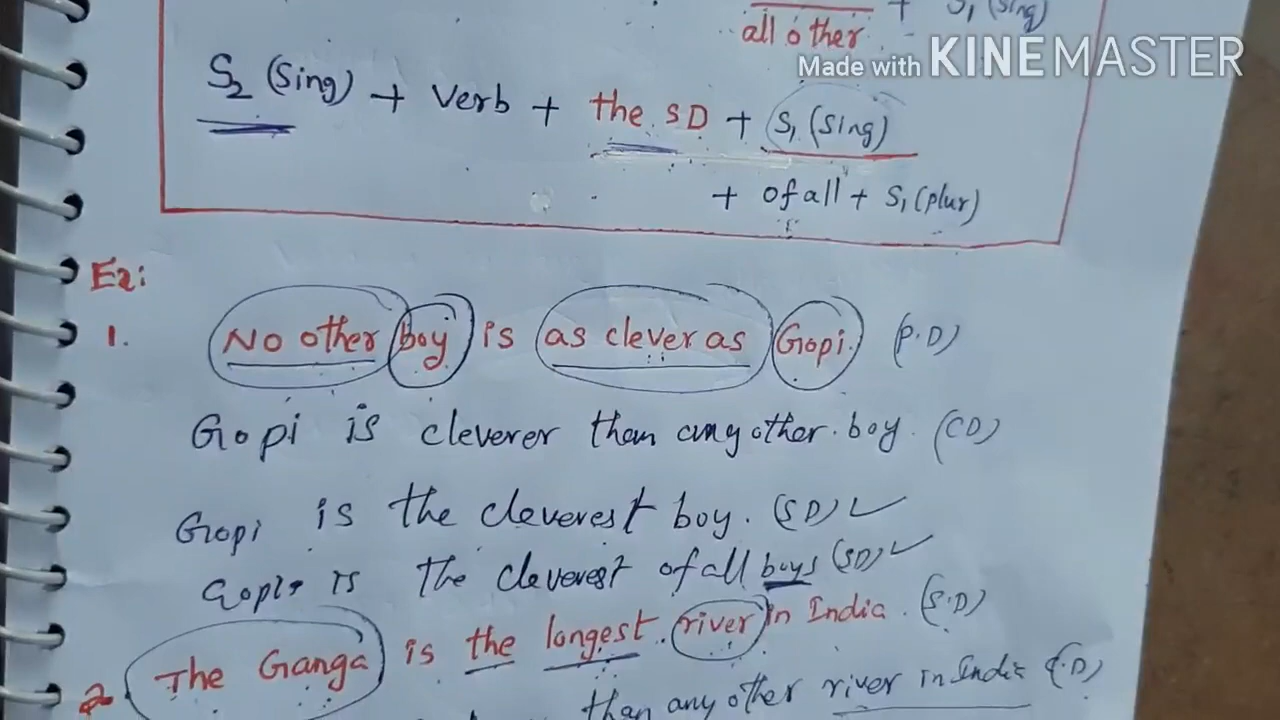 + S₁ (sing)
all other
Made with KINEMASTER
S₂ (Sing) + Verb + the SD + S₁ (Sing)
+ of all + S₁ (plur)
Ex:
1. No other boy is as clever as Gopi. (P.D)
Gopi is cleverer than any other boy. (CD)
Gopi is the cleverest boy. (SD) ✓
Gopi is the cleverest of all boys (SD) ✓
2. The Ganga is the longest river in India. (S.D)
than any other river in India (C.D)